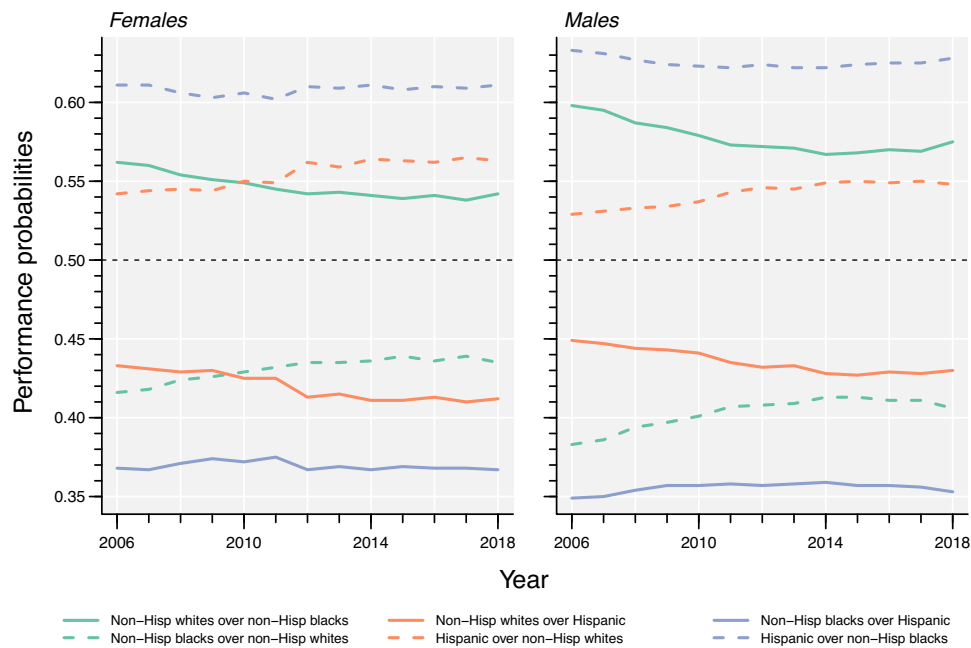 Females
Males
Performance probabilities
0.60
0.55
0.50
0.45
0.40
0.35
2006
2010
2014
2018
2006
2010
2014
2018
Year
Non−Hisp whites over non−Hisp blacks
Non−Hisp blacks over non−Hisp whites
Non−Hisp whites over Hispanic
Hispanic over non−Hisp whites
Non−Hisp blacks over Hispanic
Hispanic over non−Hisp blacks